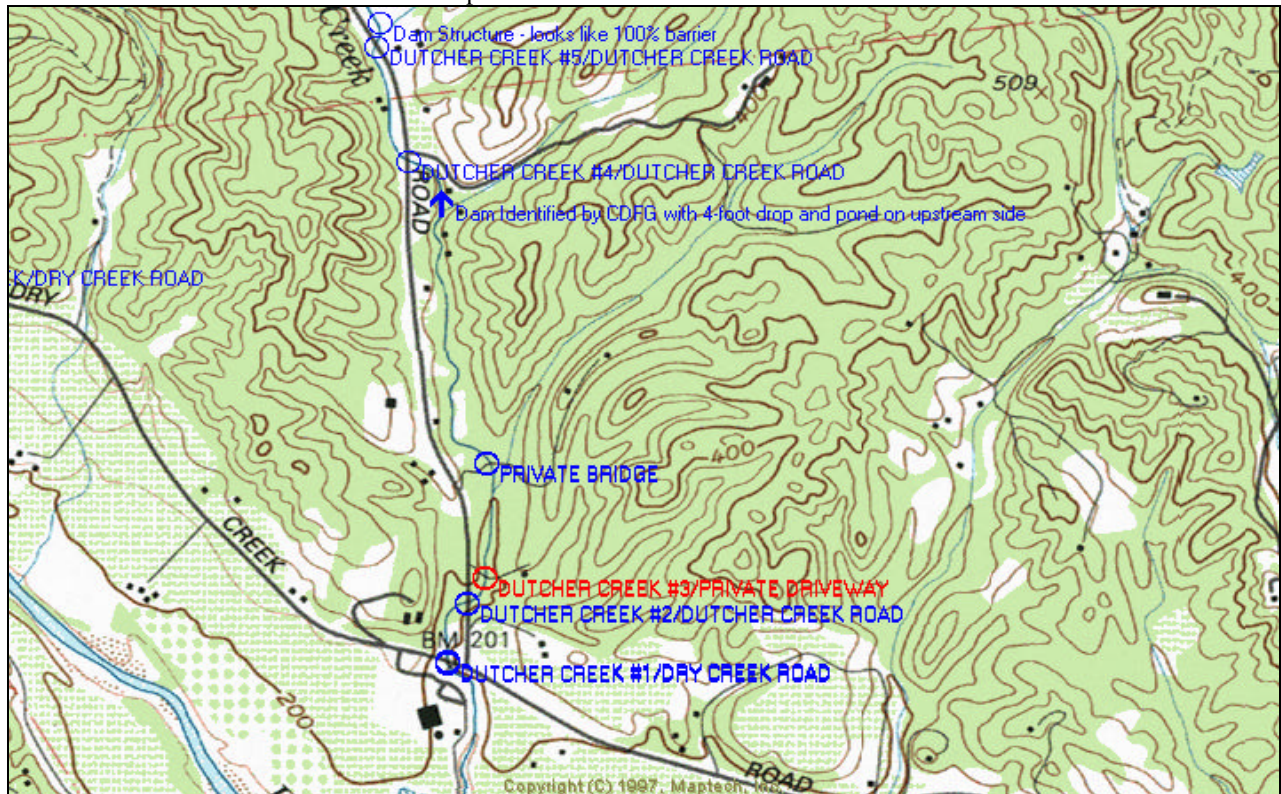 Creek
Dam Structure - looks like 100% barrier
DUTCHER CREEK #5/DUTCHER CREEK ROAD
509
400
DUTCHER CREEK #4/DUTCHER CREEK ROAD
ROAD
Dam Identified by CDFG with 4-foot drop and pond on upstream side
K/DRY CREEK ROAD
DRY
400
400
PRIVATE BRIDGE
CREEK
DUTCHER CREEK #3/PRIVATE DRIVEWAY
DUTCHER CREEK #2/DUTCHER CREEK ROAD
BM 201
DUTCHER CREEK #1/DRY CREEK ROAD
200
ROAD
Copyright (C) 1997, Maptech,